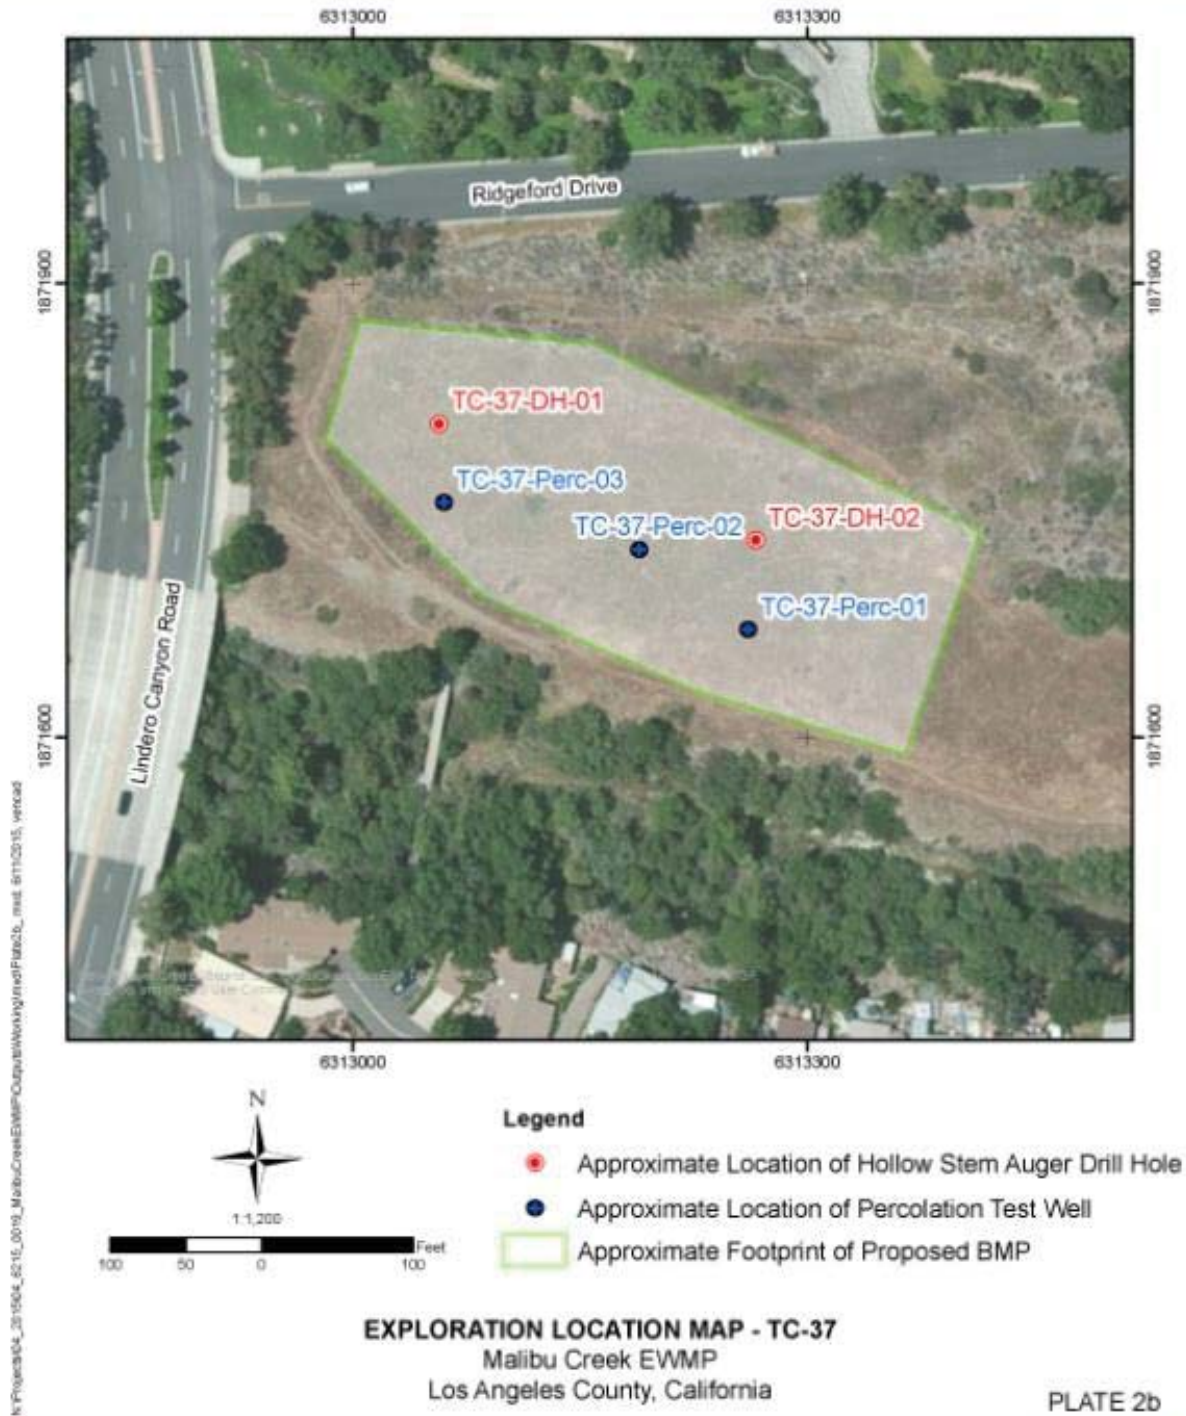 6313000
6313300
1871900
1871900
Ridgeford Drive
TC-37-DH-01
TC-37-Perc-03
TC-37-Perc-02
TC-37-DH-02
TC-37-Perc-01
Lindero Canyon Road
1871600
1871600
6313000
6313300
N
1:1,200
Feet
100 50 0 100
Legend
Approximate Location of Hollow Stem Auger Drill Hole
Approximate Location of Percolation Test Well
Approximate Footprint of Proposed BMP
EXPLORATION LOCATION MAP - TC-37
Malibu Creek EWMP
Los Angeles County, California
PLATE 2b